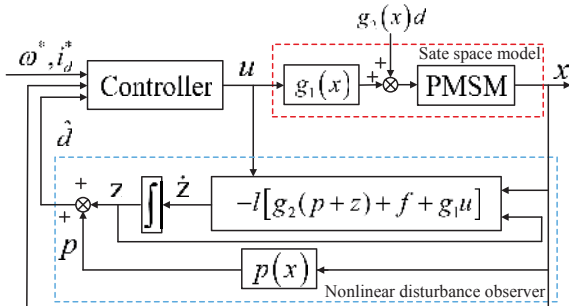 g₂(x)d
Sate space model
ω*, i*_d
u
x
Controller
g₁(x)
+
+
PMSM
d̂
+
+
z
∫
ż
-l[g₂(p+z)+f+g₁u]
p
p(x)
Nonlinear disturbance observer